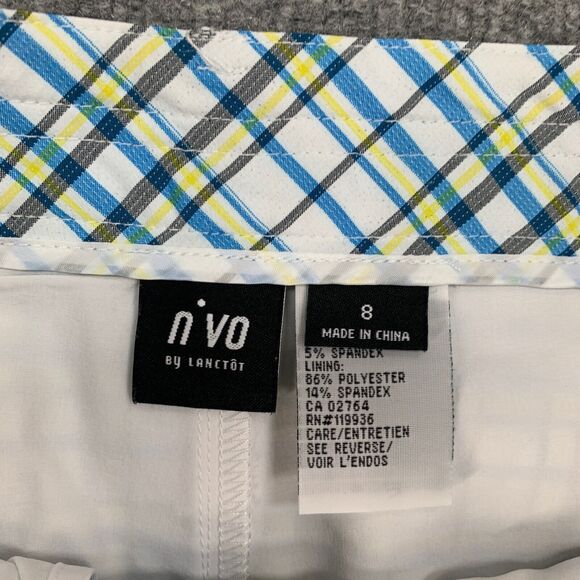 nivo
BY LANCTÔT
8
MADE IN CHINA
5% SPANDEX
LINING:
86% POLYESTER
14% SPANDEX
CA 02764
RN#119936
CARE/ENTRETIEN
SEE REVERSE/
VOIR L'ENDOS